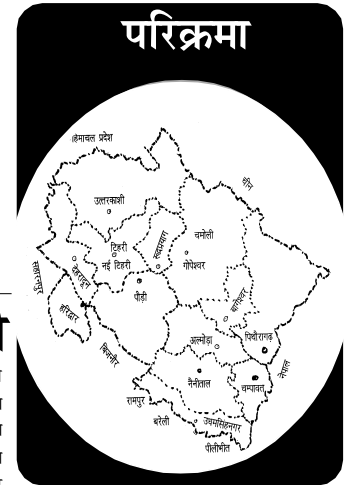 परिक्रमा
हिमाचल प्रदेश
चीन
उत्तरकाशी
टिहरी
नई टिहरी
रूद्रप्रयाग
चमोली
गोपेश्वर
देहरादून
सहारनपुर
हरिद्वार
पौड़ी
बागेश्वर
बिजनौर
अल्मोड़ा
पिथौरागढ़
नैनीताल
चम्पावत
नेपाल
रामपुर
बरेली
उधमसिंहनगर
पीलीभीत